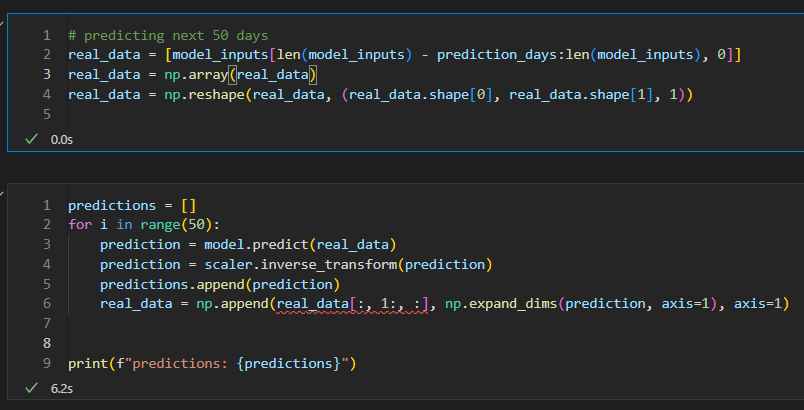 1 # predicting next 50 days
2 real_data = [model_inputs[len(model_inputs) - prediction_days:len(model_inputs), 0]]
3 real_data = np.array(real_data)
4 real_data = np.reshape(real_data, (real_data.shape[0], real_data.shape[1], 1))
5
0.0s
1 predictions = []
2 for i in range(50):
3 prediction = model.predict(real_data)
4 prediction = scaler.inverse_transform(prediction)
5 predictions.append(prediction)
6 real_data = np.append(real_data[:, 1:, :], np.expand_dims(prediction, axis=1), axis=1)
7
8
9 print(f"predictions: {predictions}")
6.2s